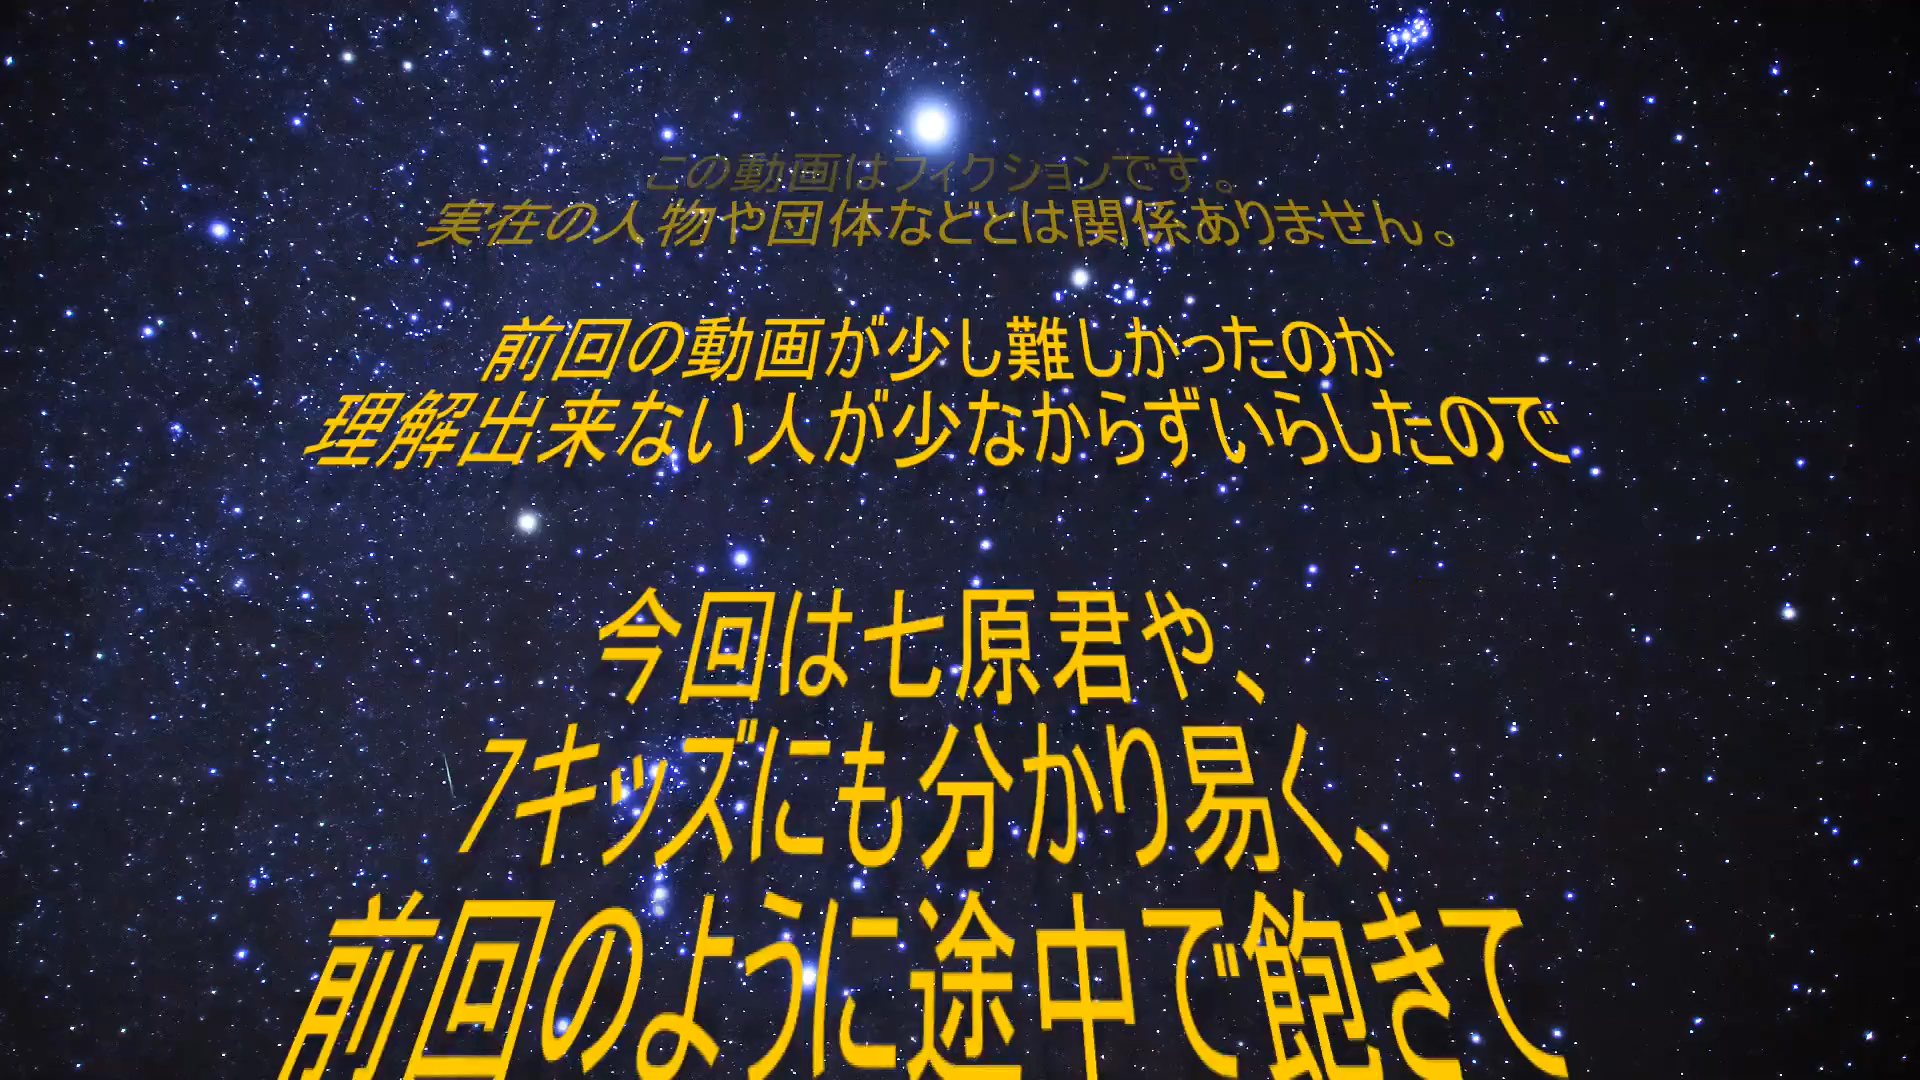 この動画はフィクションです。
実在の人物や団体などとは関係ありません。
前回の動画が少し難しかったのか
理解出来ない人が少なからずいらしたので
今回は七原君や、
7キッズにも分かり易く、
前回のように途中で飽きて